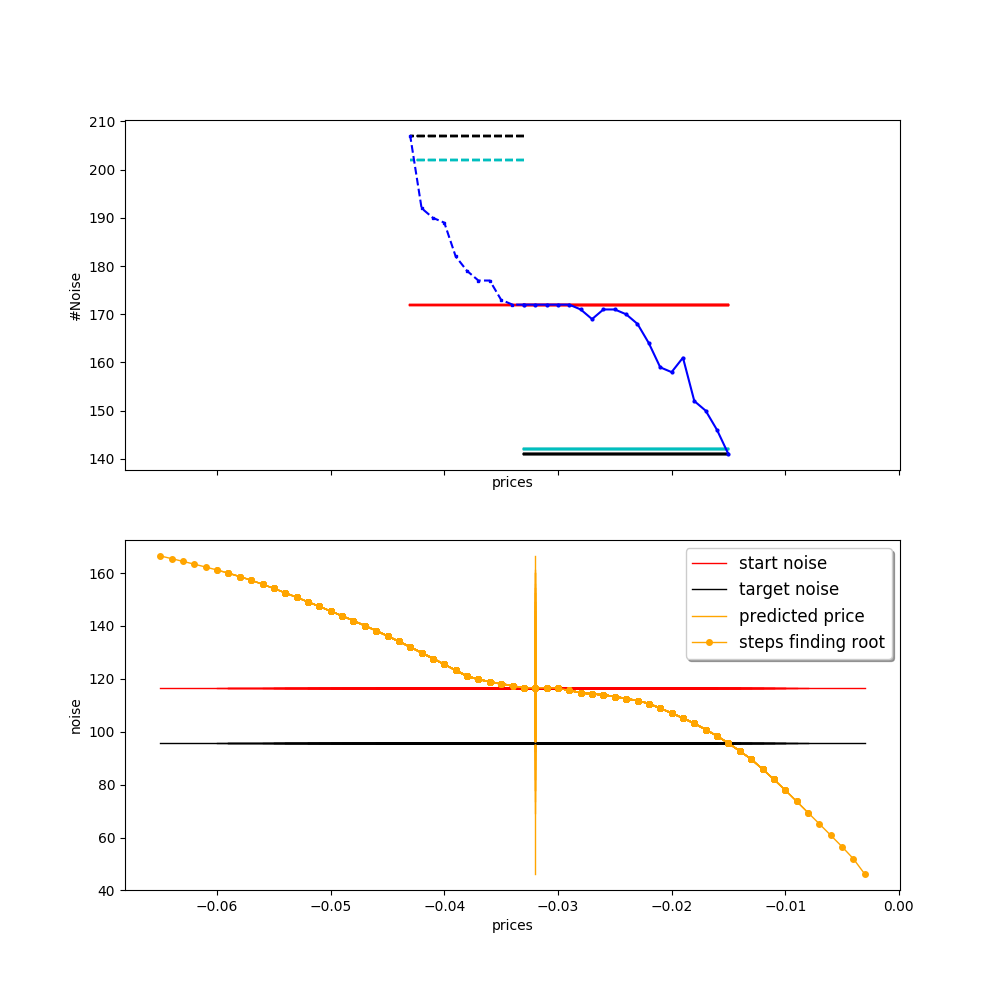 210
200
190
180
170
160
150
140
#Noise
prices
160
140
120
100
80
60
40
noise
start noise
target noise
predicted price
steps finding root
−0.06
−0.05
−0.04
−0.03
−0.02
−0.01
0.00
prices